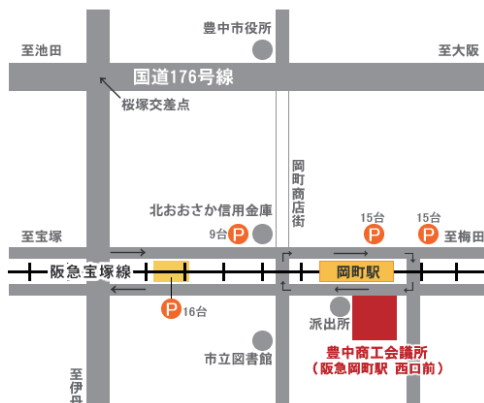 豊中市役所
至池田
至大阪
国道176号線
桜塚交差点
岡町商店街
北おおさか信用金庫
15台
15台
9台 P
P
P
至宝塚
至梅田
阪急宝塚線
岡町駅
P 16台
派出所
市立図書館
豊中商工会議所
(阪急岡町駅 西口前)
至伊丹